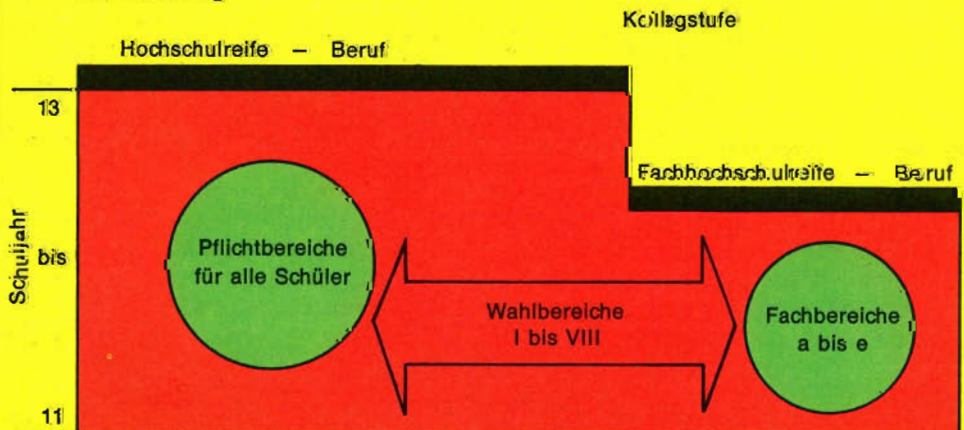 Kollegstufe
Hochschulreife — Beruf
13
Fachhochschulreife — Beruf
Schuljahr
bis
Pflichtbereiche
für alle Schüler
Wahlbereiche
I bis VIII
Fachbereiche
a bis e
11